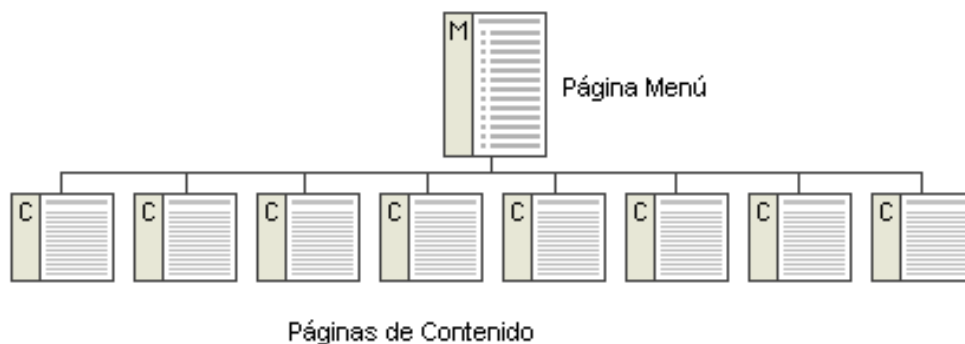 M
Página Menú
C C C C C C C C
Páginas de Contenido